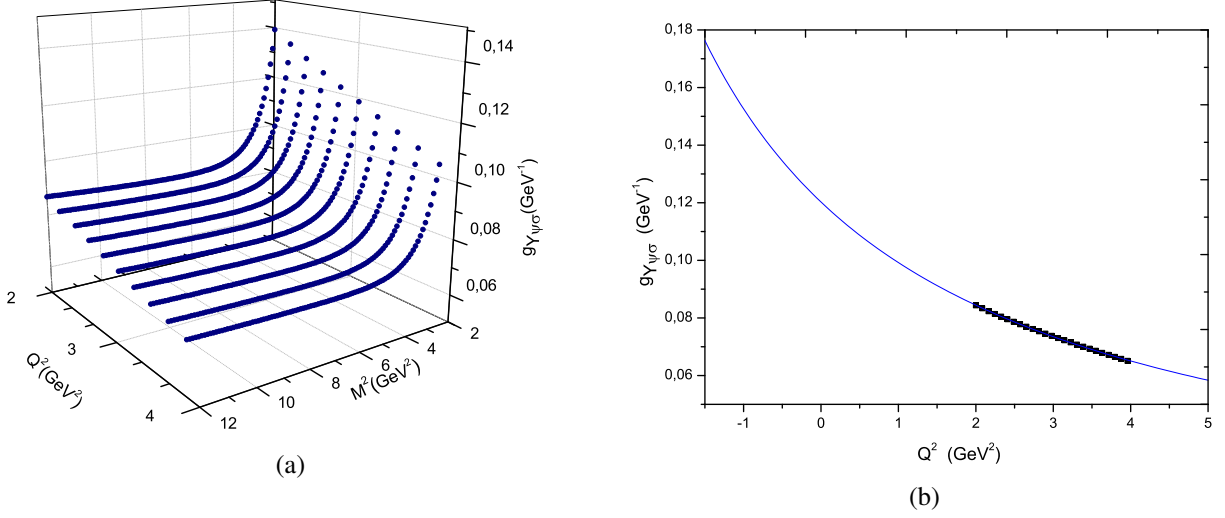 0,14
0,12
0,10
0,08
0,06
g_Yψσ(GeV⁻¹)
2
3
4
Q²(GeV²)
12
10
8
6
4
2
M²(GeV²)
(a)
0,18
0,16
0,14
0,12
0,10
0,08
0,06
g_Yψσ (GeV⁻¹)
-1 0 1 2 3 4 5
Q² (GeV²)
(b)